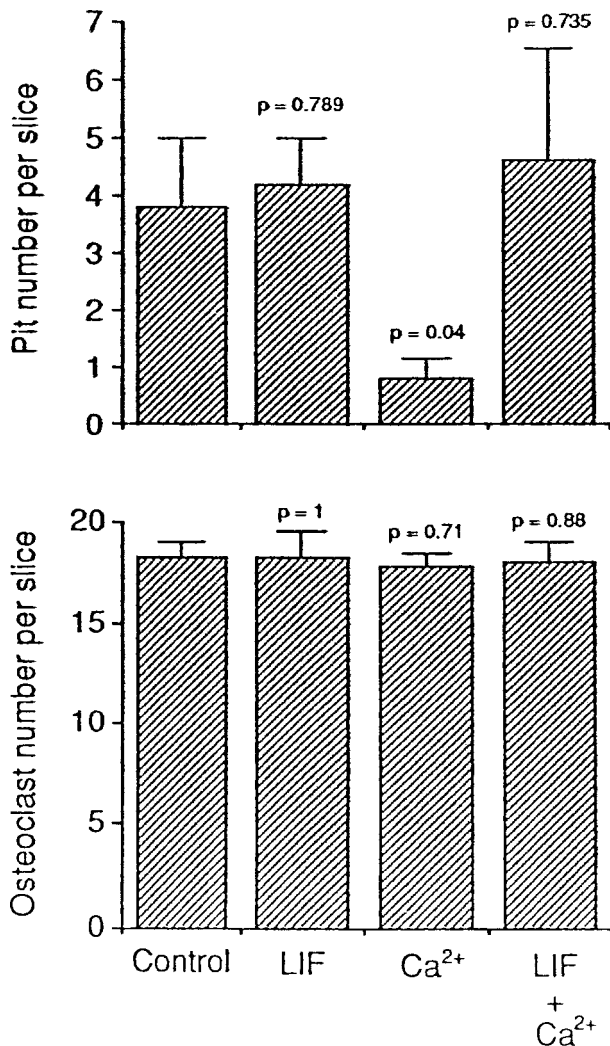 7
6
5
4
3
2
1
0
Pit number per slice
p = 0.789
p = 0.04
p = 0.735
20
15
10
5
0
Osteoclast number per slice
p = 1
p = 0.71
p = 0.88
Control
LIF
Ca²⁺
LIF
+
Ca²⁺